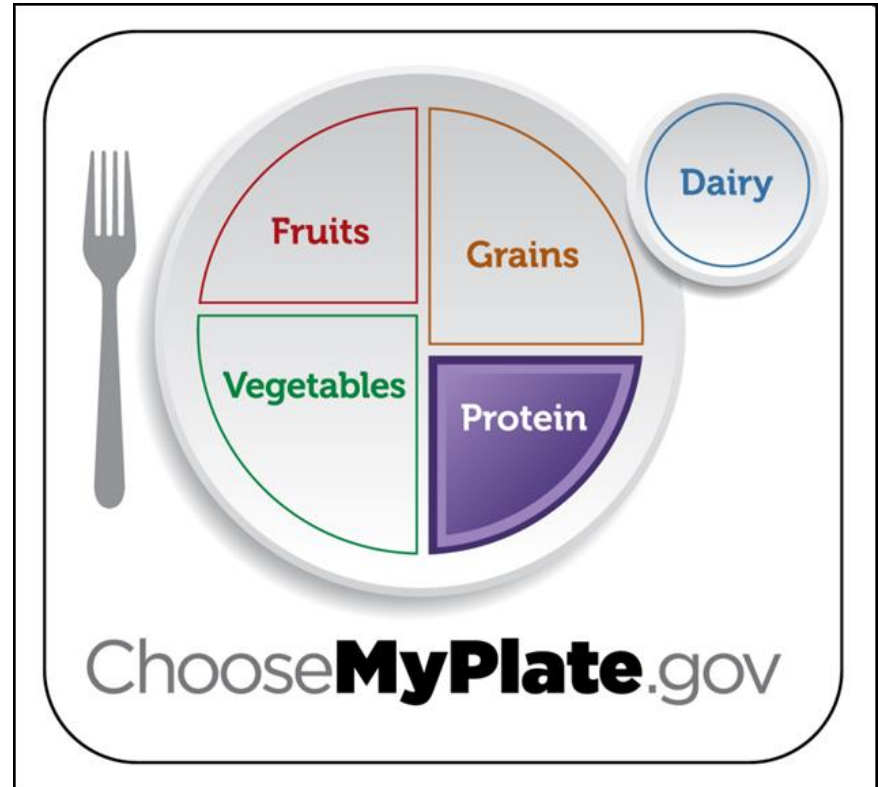 Dairy
Fruits
Grains
Vegetables
Protein
ChooseMyPlate.gov